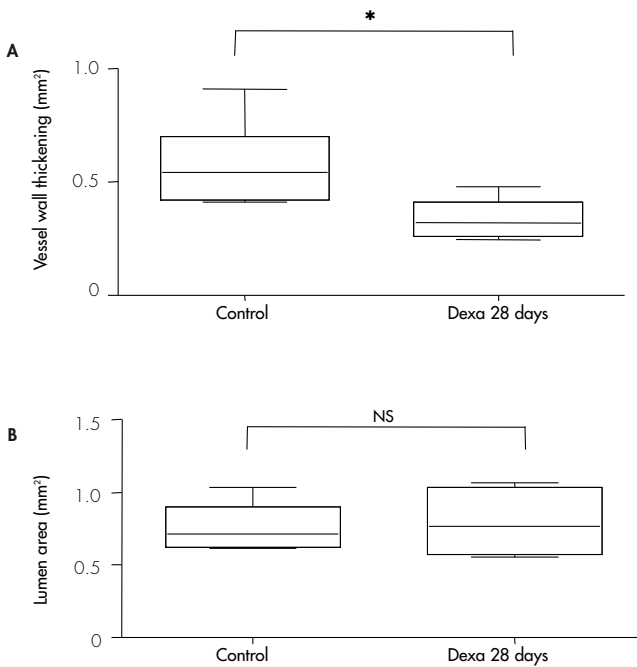 *
A
Vessel wall thickening (mm²)
1.0
0.5
0
Control
Dexa 28 days
B
Lumen area (mm²)
NS
1.5
1.0
0.5
0
Control
Dexa 28 days